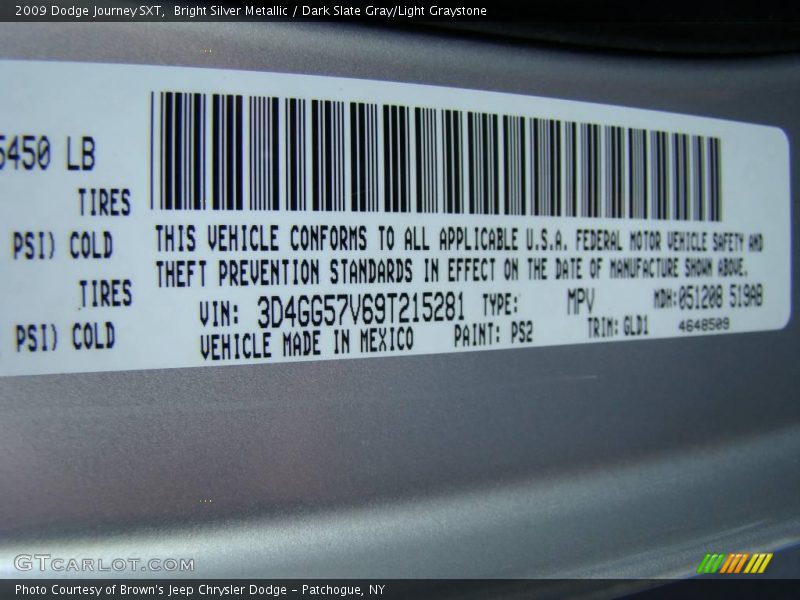 2009 Dodge Journey SXT, Bright Silver Metallic / Dark Slate Gray/Light Graystone
5450 LB
TIRES
PSI) COLD
TIRES
PSI) COLD
THIS VEHICLE CONFORMS TO ALL APPLICABLE U.S.A. FEDERAL MOTOR VEHICLE SAFETY AND
THEFT PREVENTION STANDARDS IN EFFECT ON THE DATE OF MANUFACTURE SHOWN ABOVE.
VIN: 3D4GG57V69T215281 TYPE: MPV MDH:051208 519AB
VEHICLE MADE IN MEXICO PAINT: PS2 TRIM: GLD1 4648509
GTCARLOT.COM
Photo Courtesy of Brown's Jeep Chrysler Dodge – Patchogue, NY